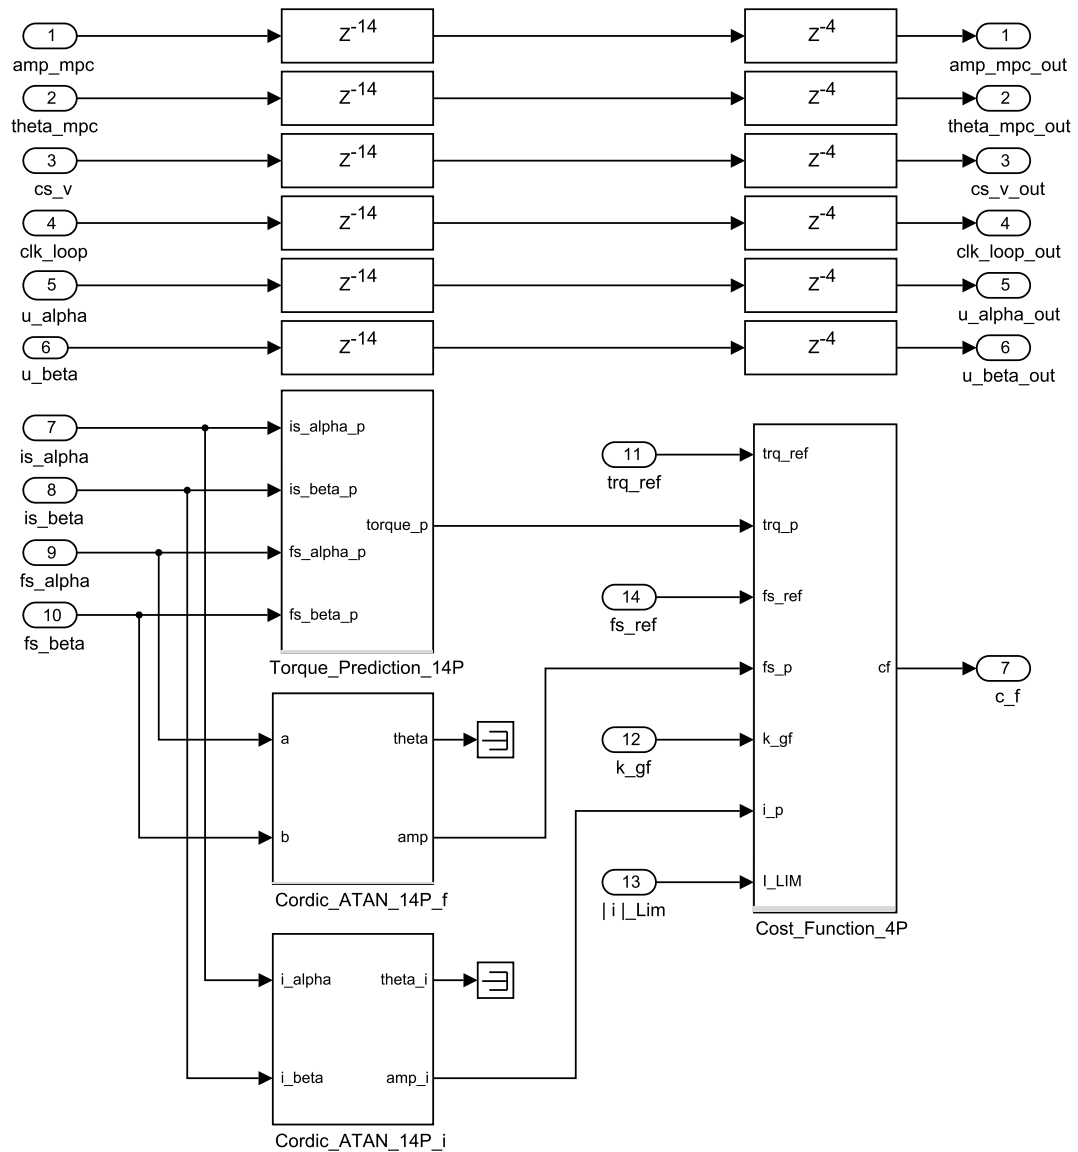 1
amp_mpc
Z-14
Z-4
1
amp_mpc_out
2
theta_mpc
Z-14
Z-4
2
theta_mpc_out
3
cs_v
Z-14
Z-4
3
cs_v_out
4
clk_loop
Z-14
Z-4
4
clk_loop_out
5
u_alpha
Z-14
Z-4
5
u_alpha_out
6
u_beta
Z-14
Z-4
6
u_beta_out
7
is_alpha
8
is_beta
9
fs_alpha
10
fs_beta
is_alpha_p
is_beta_p
torque_p
fs_alpha_p
fs_beta_p
Torque_Prediction_14P
a
theta
b
amp
Cordic_ATAN_14P_f
i_alpha
theta_i
i_beta
amp_i
Cordic_ATAN_14P_i
11
trq_ref
14
fs_ref
12
k_gf
13
| i |_Lim
trq_ref
trq_p
fs_ref
fs_p
cf
k_gf
i_p
I_LIM
Cost_Function_4P
7
c_f